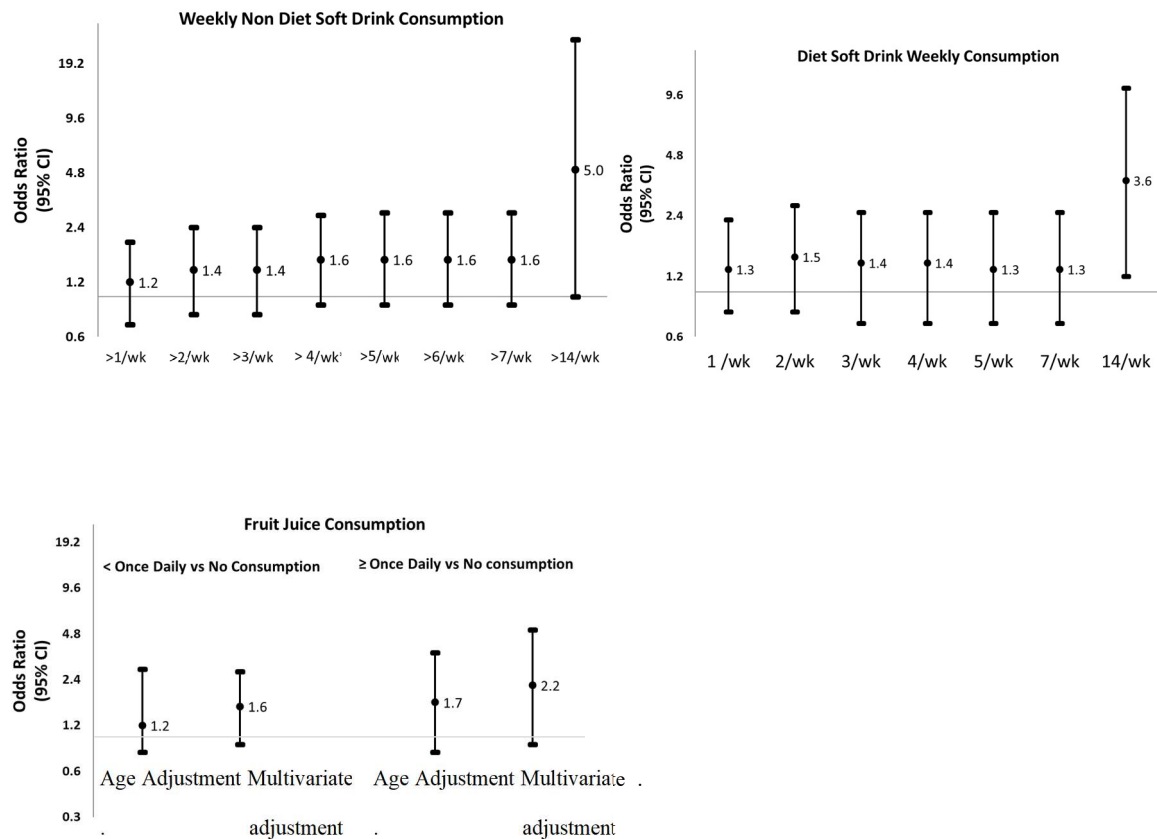 Weekly Non Diet Soft Drink Consumption
Odds Ratio
(95% CI)
19.2
9.6
4.8
2.4
1.2
0.6
1.2
1.4
1.4
1.6
1.6
1.6
1.6
5.0
>1/wk >2/wk >3/wk > 4/wk >5/wk >6/wk >7/wk >14/wk
Diet Soft Drink Weekly Consumption
Odds Ratio
(95% CI)
9.6
4.8
2.4
1.2
0.6
1.3
1.5
1.4
1.4
1.3
1.3
3.6
1 /wk 2/wk 3/wk 4/wk 5/wk 7/wk 14/wk
Fruit Juice Consumption
< Once Daily vs No Consumption ≥ Once Daily vs No consumption
Odds Ratio
(95% CI)
19.2
9.6
4.8
2.4
1.2
0.6
0.3
1.2
1.6
1.7
2.2
Age Adjustment Multivariate Age Adjustment Multivariate .
. adjustment . adjustment